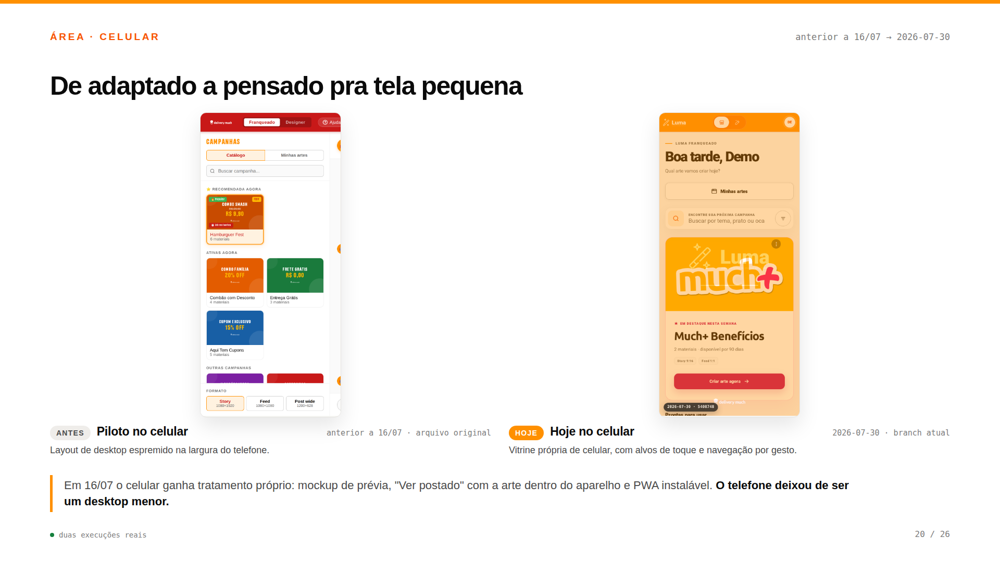 ÁREA · CELULAR
anterior a 16/07 → 2026-07-30
De adaptado a pensado pra tela pequena
delivery much
Franqueado
Designer
Ajuda
CAMPANHAS
Catálogo
Minhas artes
Buscar campanha...
RECOMENDADA AGORA
Popular
COMBO SMASH
R$ 9,90
Hamburguer Fest
6 materiais
ATIVAS AGORA
COMBO FAMÍLIA
20% OFF
Combão com Desconto
4 materiais
FRETE GRÁTIS
R$ 0,00
Entrega Grátis
3 materiais
CUPOM EXCLUSIVO
15% OFF
Aqui Tem Cupons
5 materiais
OUTRAS CAMPANHAS
FORMATO
Story
1080×1920
Feed
1080×1080
Post wide
1200×628
Luma
DE
LUMA FRANQUEADO
Boa tarde, Demo
Qual arte vamos criar hoje?
Minhas artes
ENCONTRE SUA PRÓXIMA CAMPANHA
Buscar por tema, prato ou oca
Luma
much+
EM DESTAQUE NESTA SEMANA
Much+ Benefícios
2 materiais · disponível por 90 dias
Story 9:16
Feed 1:1
Criar arte agora →
delivery much
2026-07-30 · 5408748
Prontas para usar
ANTES
Piloto no celular
anterior a 16/07 · arquivo original
Layout de desktop espremido na largura do telefone.
HOJE
Hoje no celular
2026-07-30 · branch atual
Vitrine própria de celular, com alvos de toque e navegação por gesto.
Em 16/07 o celular ganha tratamento próprio: mockup de prévia, "Ver postado" com a arte dentro do aparelho e PWA instalável. O telefone deixou de ser
um desktop menor.
duas execuções reais
20 / 26